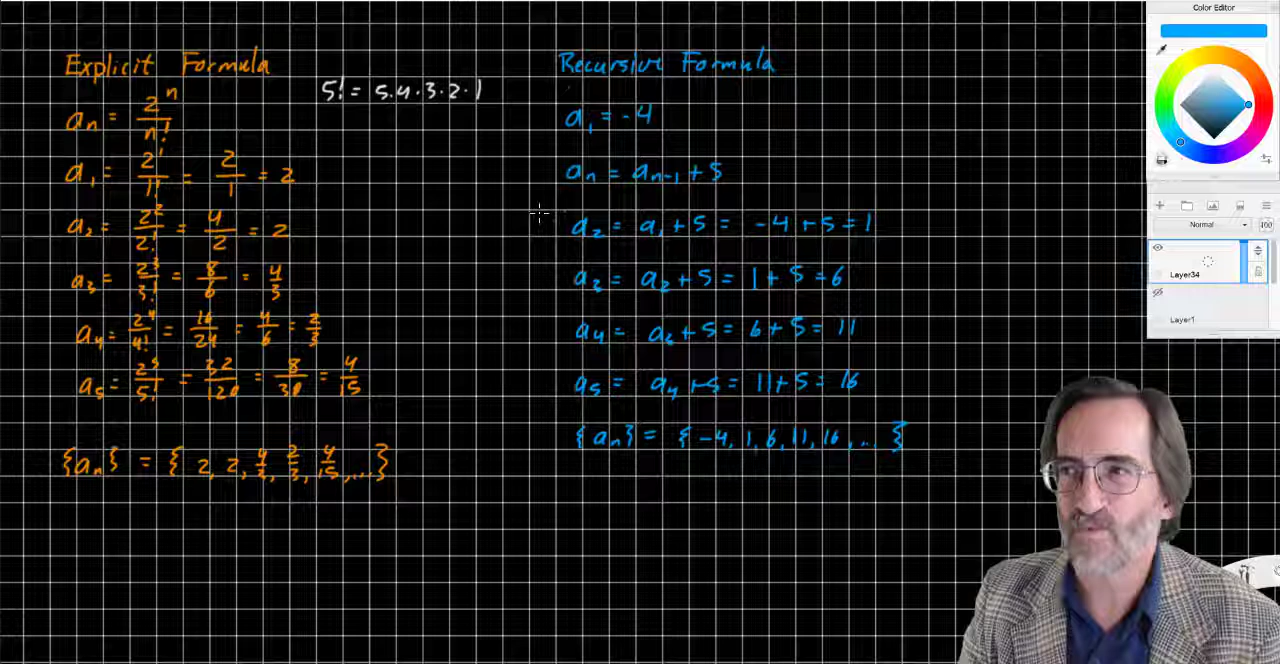 Explicit Formula
5! = 5·4·3·2·1
aₙ = 2ⁿ/n!
a₁ = 2¹/1! = 2/1 = 2
a₂ = 2²/2! = 4/2 = 2
a₃ = 2³/3! = 8/6 = 4/3
a₄ = 2⁴/4! = 16/24 = 4/6 = 2/3
a₅ = 2⁵/5! = 32/120 = 8/30 = 4/15
{aₙ} = { 2, 2, 4/3, 2/3, 4/15, ... }
Recursive Formula
a₁ = -4
aₙ = aₙ₋₁ + 5
a₂ = a₁ + 5 = -4 + 5 = 1
a₃ = a₂ + 5 = 1 + 5 = 6
a₄ = a₃ + 5 = 6 + 5 = 11
a₅ = a₄ + 5 = 11 + 5 = 16
{aₙ} = { -4, 1, 6, 11, 16, ... }
Color Editor
Normal
100
Layer34
Layer1